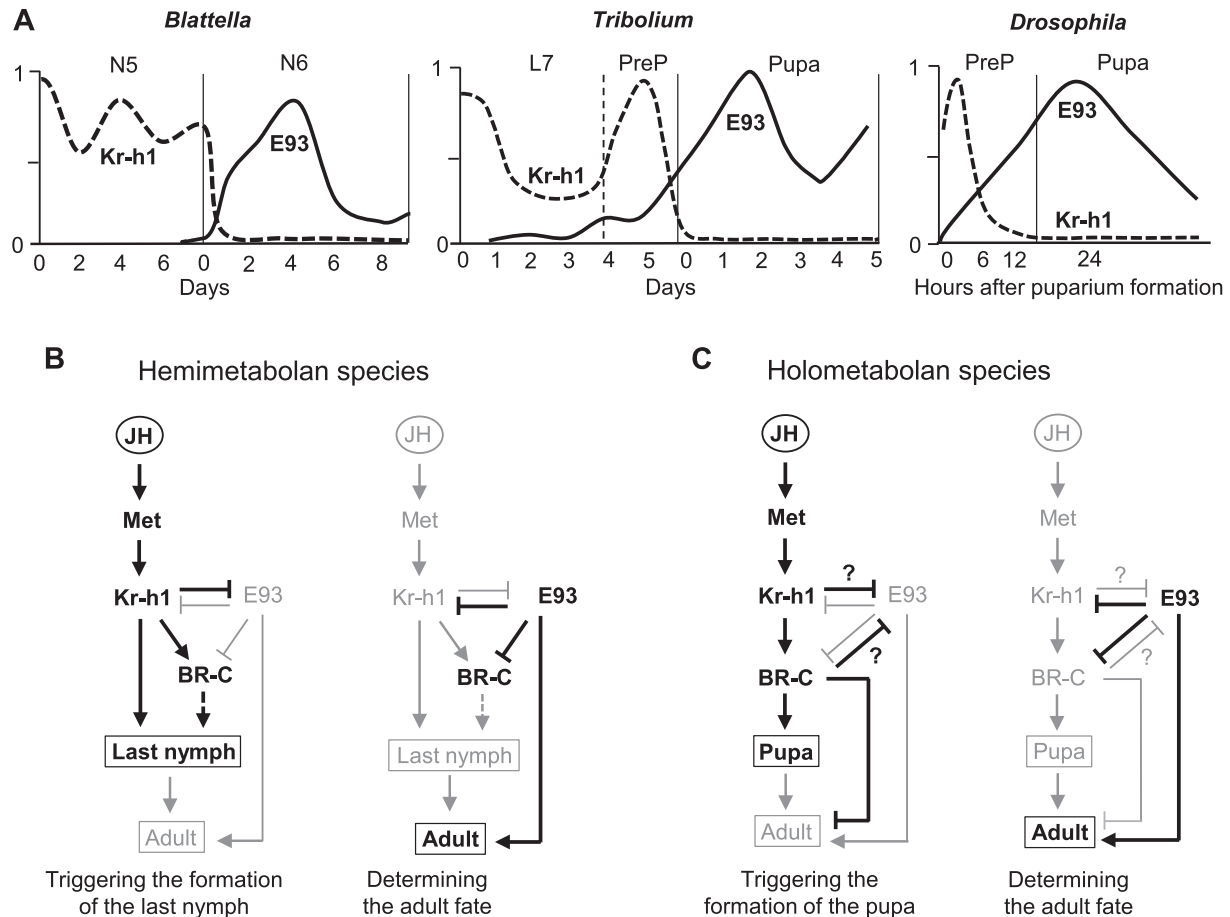 A
Blattella
N5
N6
1
0
Kr-h1
E93
0 2 4 6 0 2 4 6 8
Days
Tribolium
L7
PreP
Pupa
1
0
Kr-h1
E93
0 1 2 3 4 5 0 1 2 3 4 5
Days
Drosophila
PreP
Pupa
1
0
E93
Kr-h1
0 6 12 24
Hours after puparium formation
B
Hemimetabolan species
JH
Met
Kr-h1
E93
BR-C
Last nymph
Adult
Triggering the formation
of the last nymph
JH
Met
Kr-h1
E93
BR-C
Last nymph
Adult
Determining
the adult fate
C
Holometabolan species
JH
Met
?
Kr-h1
E93
?
BR-C
Pupa
Adult
Triggering the
formation of the pupa
JH
Met
?
Kr-h1
E93
?
BR-C
Pupa
Adult
Determining
the adult fate